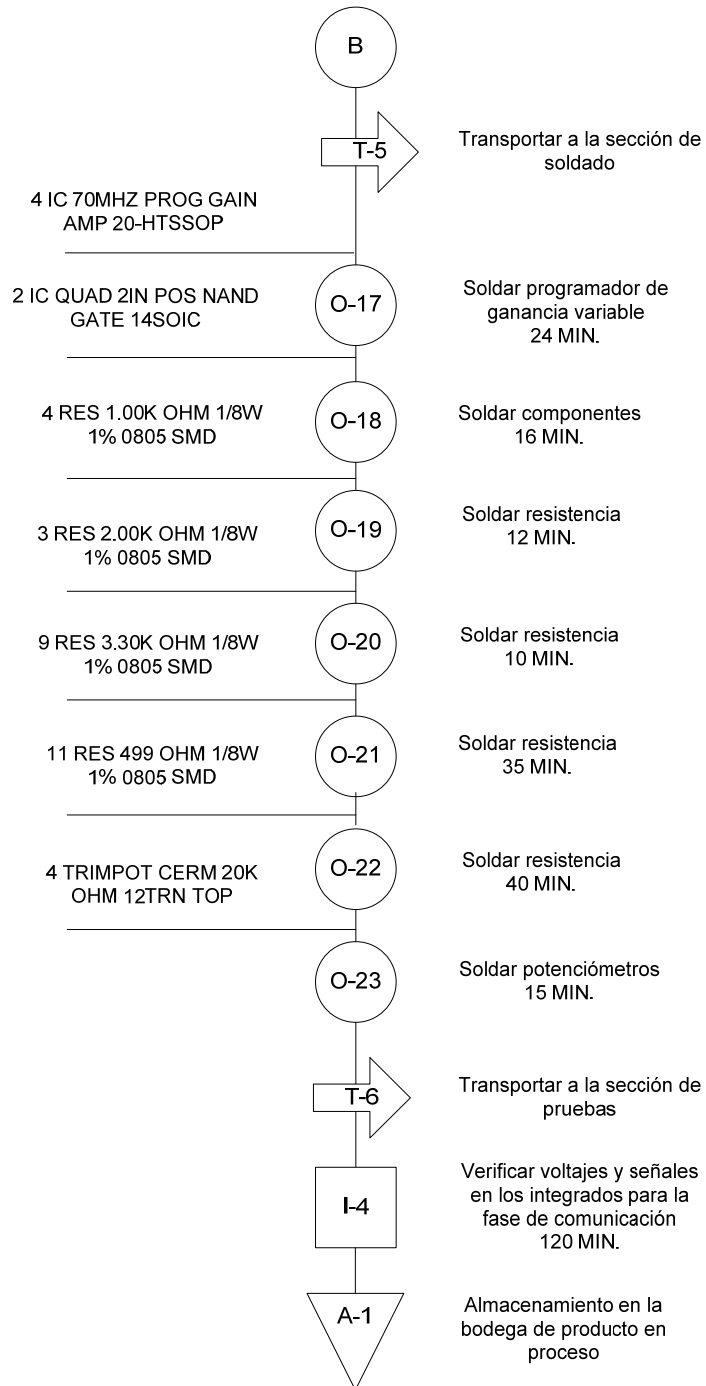 B
T-5
Transportar a la sección de
soldado
4 IC 70MHZ PROG GAIN
AMP 20-HTSSOP
O-17
Soldar programador de
ganancia variable
24 MIN.
2 IC QUAD 2IN POS NAND
GATE 14SOIC
O-18
Soldar componentes
16 MIN.
4 RES 1.00K OHM 1/8W
1% 0805 SMD
O-19
Soldar resistencia
12 MIN.
3 RES 2.00K OHM 1/8W
1% 0805 SMD
O-20
Soldar resistencia
10 MIN.
9 RES 3.30K OHM 1/8W
1% 0805 SMD
O-21
Soldar resistencia
35 MIN.
11 RES 499 OHM 1/8W
1% 0805 SMD
O-22
Soldar resistencia
40 MIN.
4 TRIMPOT CERM 20K
OHM 12TRN TOP
O-23
Soldar potenciómetros
15 MIN.
T-6
Transportar a la sección de
pruebas
I-4
Verificar voltajes y señales
en los integrados para la
fase de comunicación
120 MIN.
A-1
Almacenamiento en la
bodega de producto en
proceso